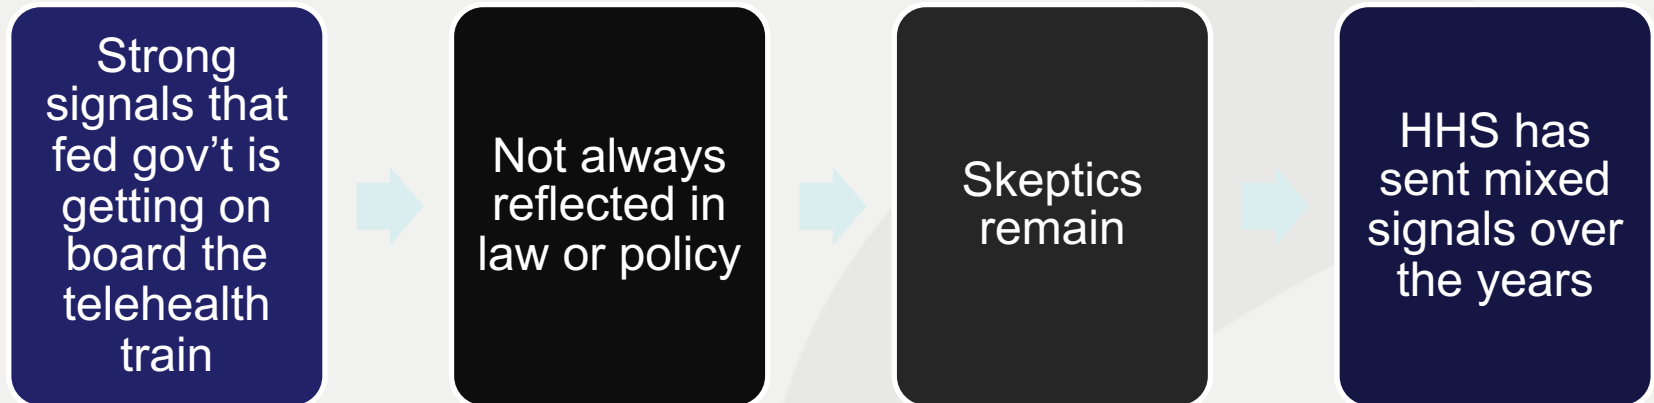 Strong
signals that
fed gov’t is
getting on
board the
telehealth
train
Not always
reflected in
law or policy
Skeptics
remain
HHS has
sent mixed
signals over
the years